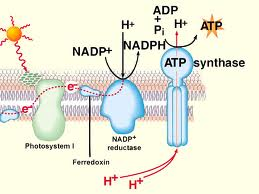 ADP
+
Pi
H+
H+
ATP
NADP+
NADPH
ATP synthase
e-
e-
Photosystem I
NADP+
reductase
Ferredoxin
H+
H+